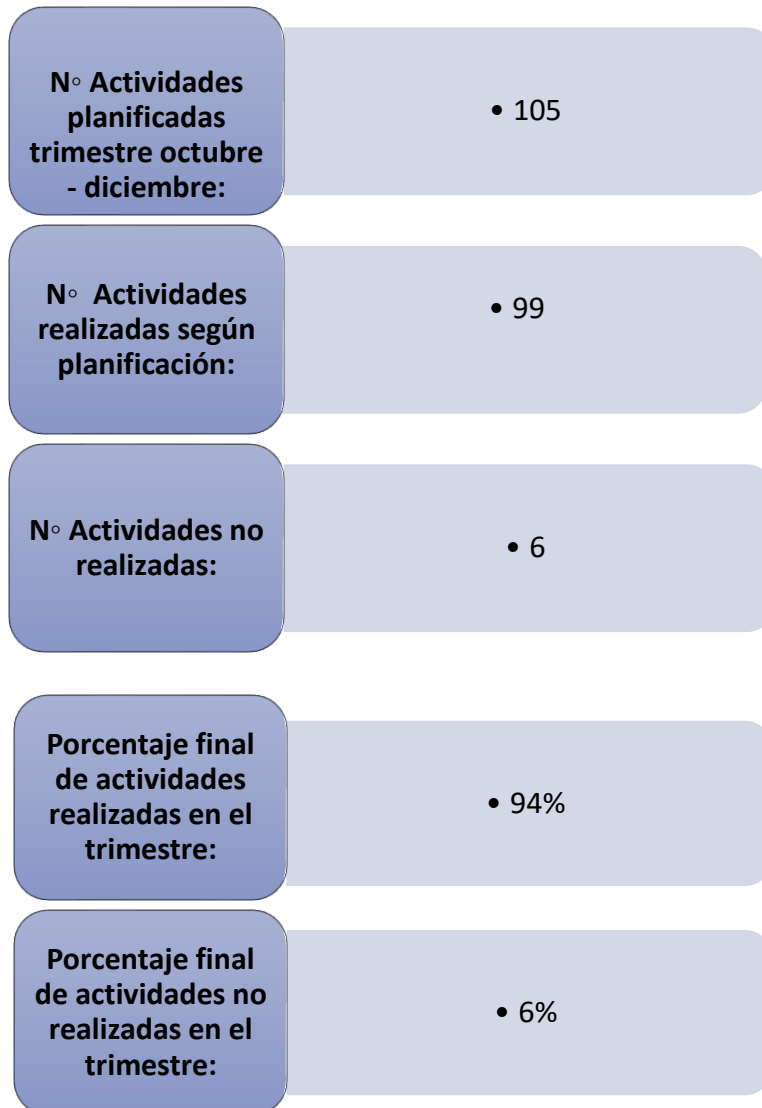 N◦ Actividades
planificadas
trimestre octubre
- diciembre:
• 105
N◦ Actividades
realizadas según
planificación:
• 99
N◦ Actividades no
realizadas:
• 6
Porcentaje final
de actividades
realizadas en el
trimestre:
• 94%
Porcentaje final
de actividades no
realizadas en el
trimestre:
• 6%